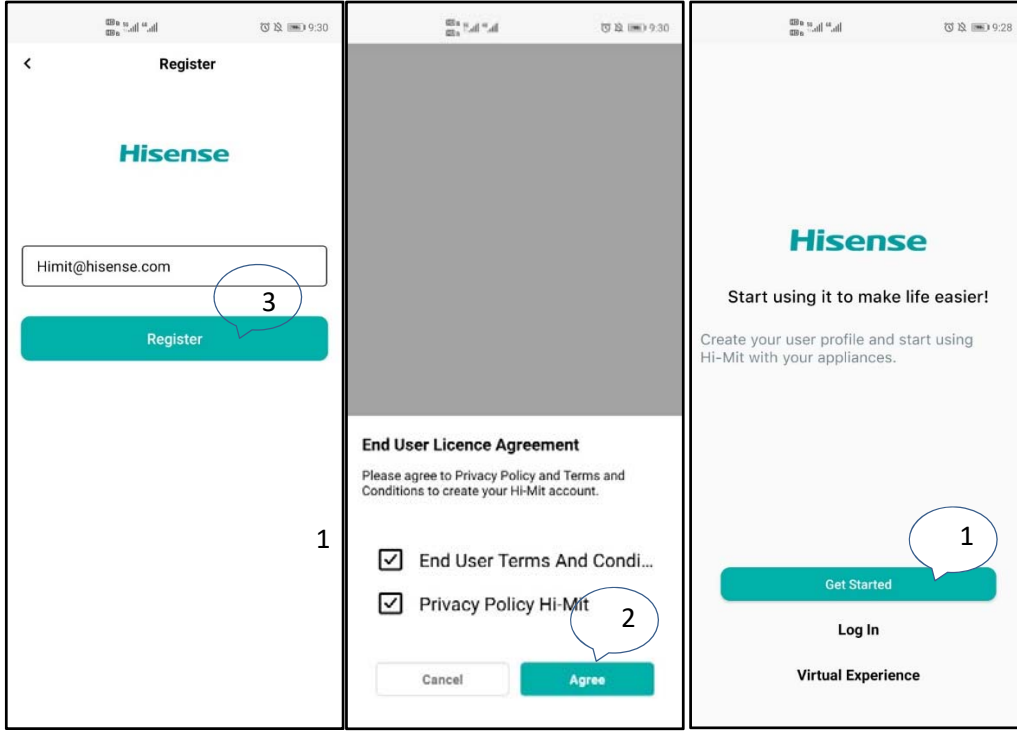 9:30
Register
Hisense
Himit@hisense.com
3
Register
1
9:30
End User Licence Agreement
Please agree to Privacy Policy and Terms and
Conditions to create your Hi-Mit account.
End User Terms And Condi...
Privacy Policy Hi-Mit
2
Cancel
Agree
9:28
Hisense
Start using it to make life easier!
Create your user profile and start using
Hi-Mit with your appliances.
1
Get Started
Log In
Virtual Experience